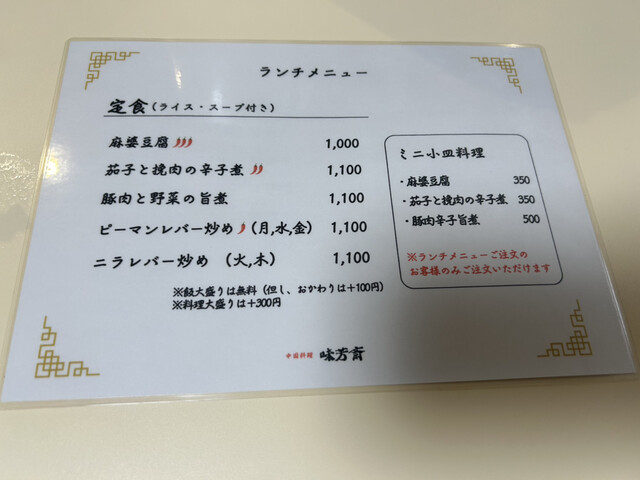 ランチメニュー
定食(ライス・スープ付き)
麻婆豆腐 1,000
茄子と挽肉の辛子煮 1,100
豚肉と野菜の旨煮 1,100
ピーマンレバー炒め (月,水,金) 1,100
ニラレバー炒め (火,木) 1,100
※飯大盛りは無料(但し、おかわりは+100円)
※料理大盛りは+300円
ミニ小皿料理
・麻婆豆腐 350
・茄子と挽肉の辛子煮 350
・豚肉辛子旨煮 500
※ランチメニューご注文の
お客様のみご注文いただけます
中国料理 味芳斎